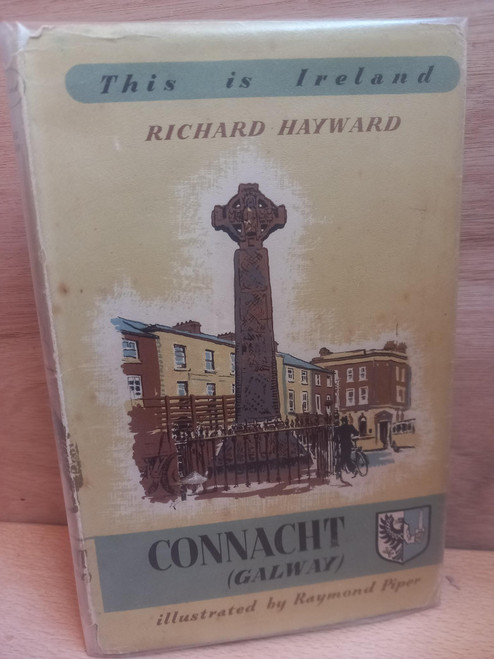 This is Ireland
RICHARD HAYWARD
CONNACHT
(GALWAY)
illustrated by Raymond Piper